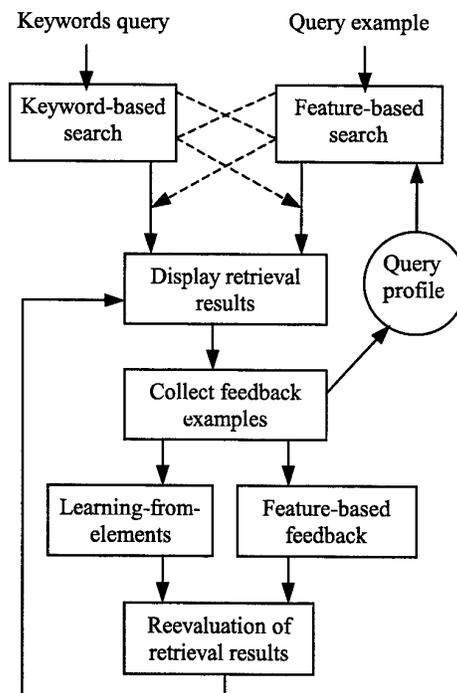 Keywords query
Query example
Keyword-based
search
Feature-based
search
Display retrieval
results
Query
profile
Collect feedback
examples
Learning-from-
elements
Feature-based
feedback
Reevaluation of
retrieval results